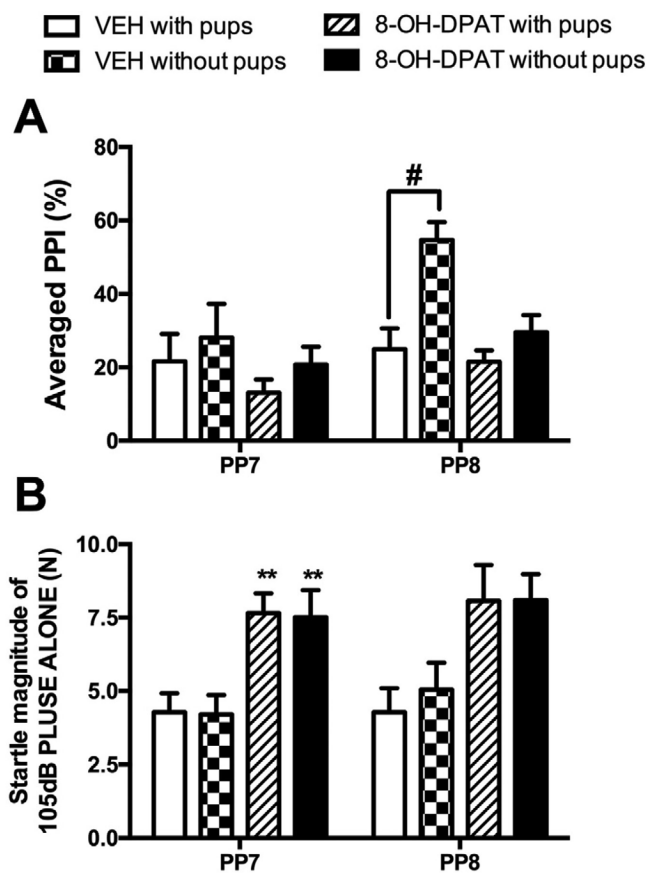 VEH with pups
8-OH-DPAT with pups
VEH without pups
8-OH-DPAT without pups
A
Averaged PPI (%)
80
60
40
20
0
#
PP7
PP8
B
Startle magnitude of
105dB PLUSE ALONE (N)
10.0
7.5
5.0
2.5
0.0
**
**
PP7
PP8